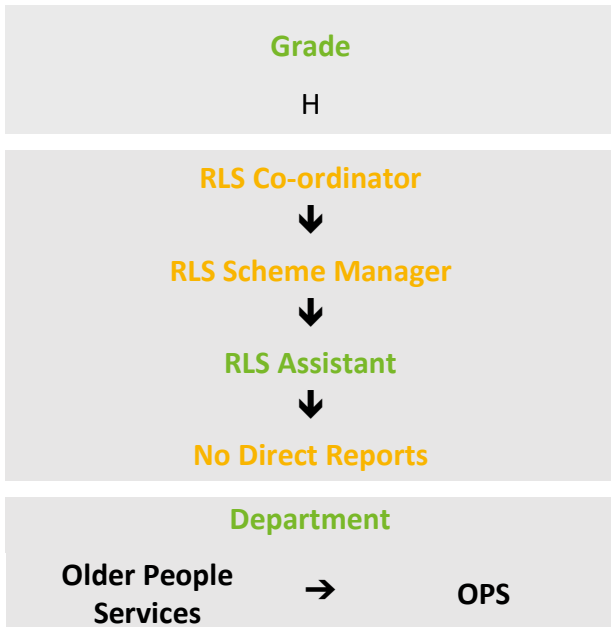 Grade
H
RLS Co-ordinator
↓
RLS Scheme Manager
↓
RLS Assistant
↓
No Direct Reports
Department
Older People
Services → OPS